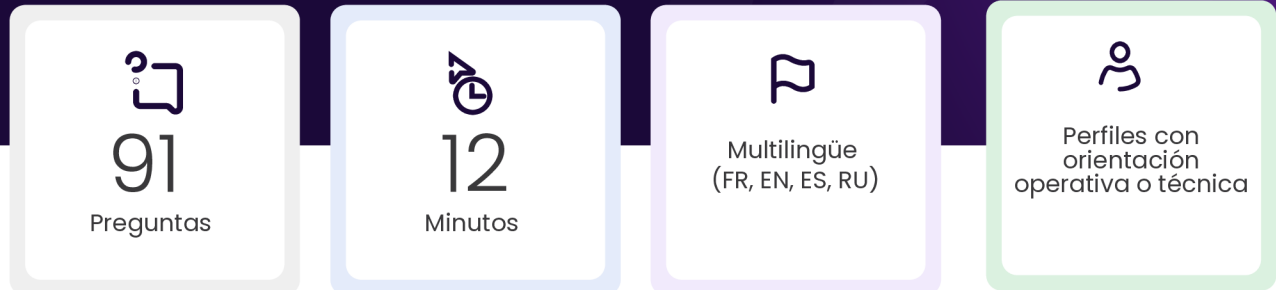 91
Preguntas
12
Minutos
Multilingüe
(FR, EN, ES, RU)
Perfiles con
orientación
operativa o técnica